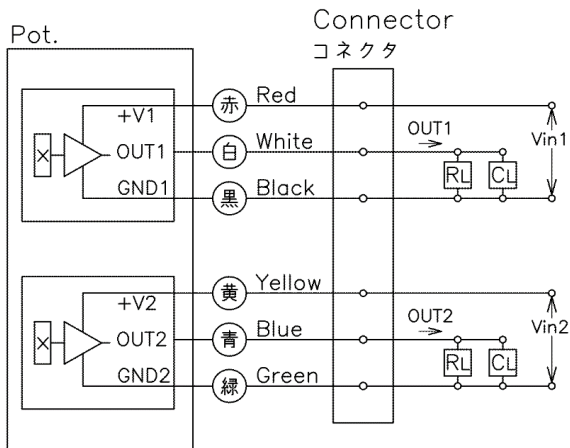 Connector
コネクタ
Pot.
+V1
赤 Red
X
OUT1
白 White
OUT1
Vin1
GND1
黒 Black
RL
CL
+V2
黄 Yellow
X
OUT2
青 Blue
OUT2
Vin2
GND2
緑 Green
RL
CL